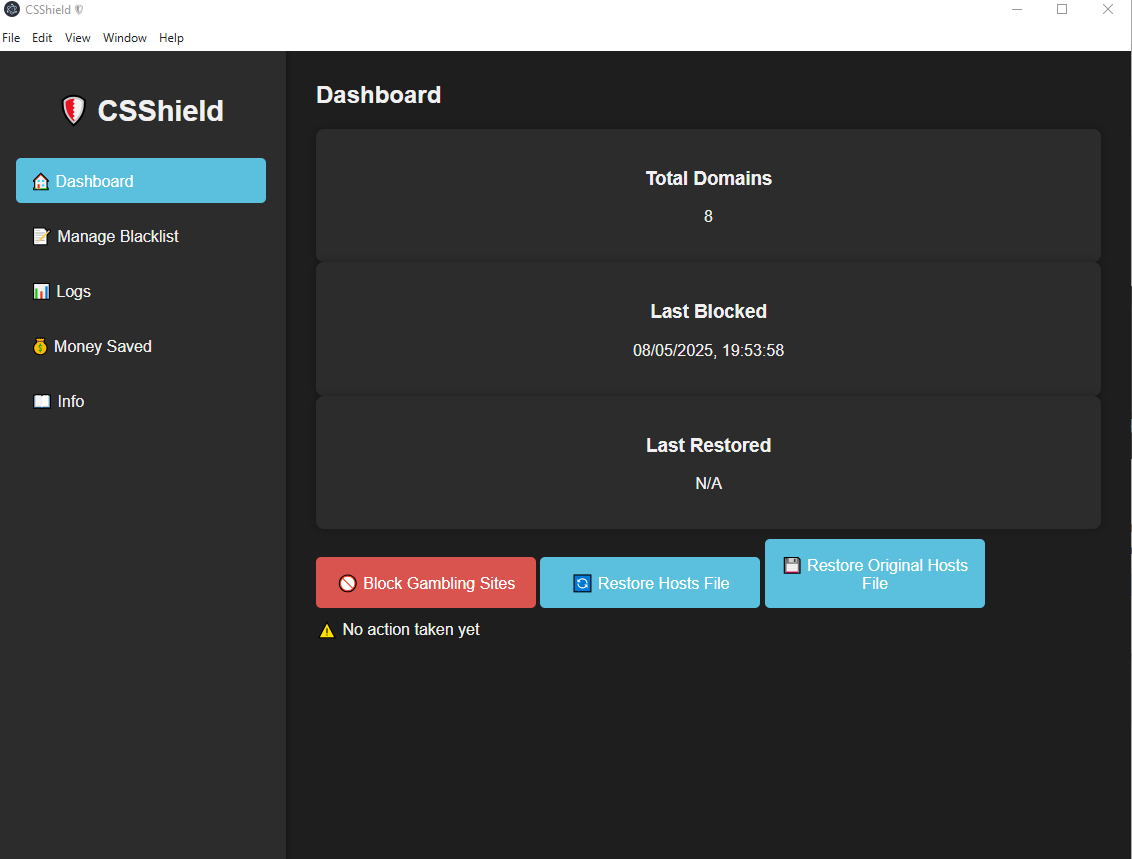 CSShield
File Edit View Window Help
CSShield
Dashboard
Manage Blacklist
Logs
Money Saved
Info
Dashboard
Total Domains
8
Last Blocked
08/05/2025, 19:53:58
Last Restored
N/A
Block Gambling Sites
Restore Hosts File
Restore Original Hosts
File
No action taken yet